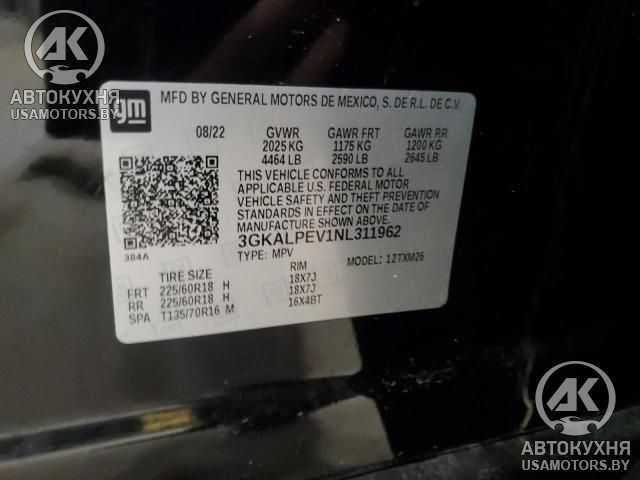 AK
АВТОКУХНЯ
USAMOTORS.BY
gm
MFD BY GENERAL MOTORS DE MEXICO, S. DE R.L. DE C.V.
08/22 GVWR GAWR FRT GAWR RR
2025 KG 1175 KG 1200 KG
4464 LB 2590 LB 2645 LB
THIS VEHICLE CONFORMS TO ALL
APPLICABLE U.S. FEDERAL MOTOR
VEHICLE SAFETY AND THEFT PREVENTION
STANDARDS IN EFFECT ON THE DATE OF
MANUFACTURE SHOWN ABOVE.
3GKALPEV1NL311962
TYPE: MPV MODEL: 12TXM26
384A
TIRE SIZE RIM
FRT 225/60R18 H 18X7J
RR 225/60R18 H 18X7J
SPA T135/70R16 M 16X4BT
AK
АВТОКУХНЯ
USAMOTORS.BY